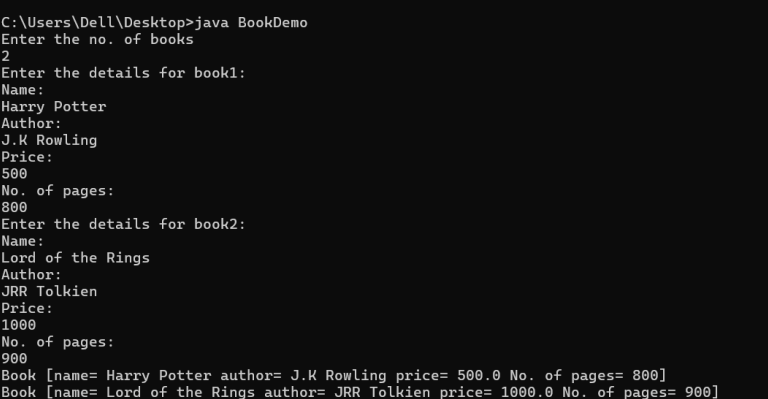 C:\Users\Dell\Desktop>java BookDemo
Enter the no. of books
2
Enter the details for book1:
Name:
Harry Potter
Author:
J.K Rowling
Price:
500
No. of pages:
800
Enter the details for book2:
Name:
Lord of the Rings
Author:
JRR Tolkien
Price:
1000
No. of pages:
900
Book [name= Harry Potter author= J.K Rowling price= 500.0 No. of pages= 800]
Book [name= Lord of the Rings author= JRR Tolkien price= 1000.0 No. of pages= 900]